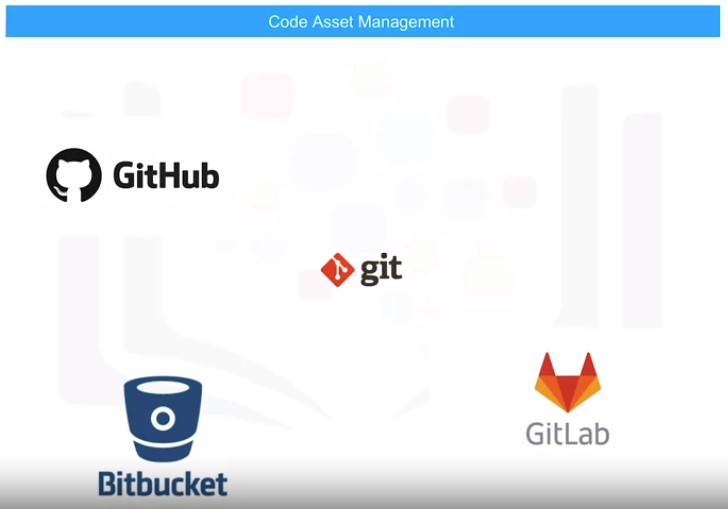 Code Asset Management
GitHub
git
GitLab
Bitbucket